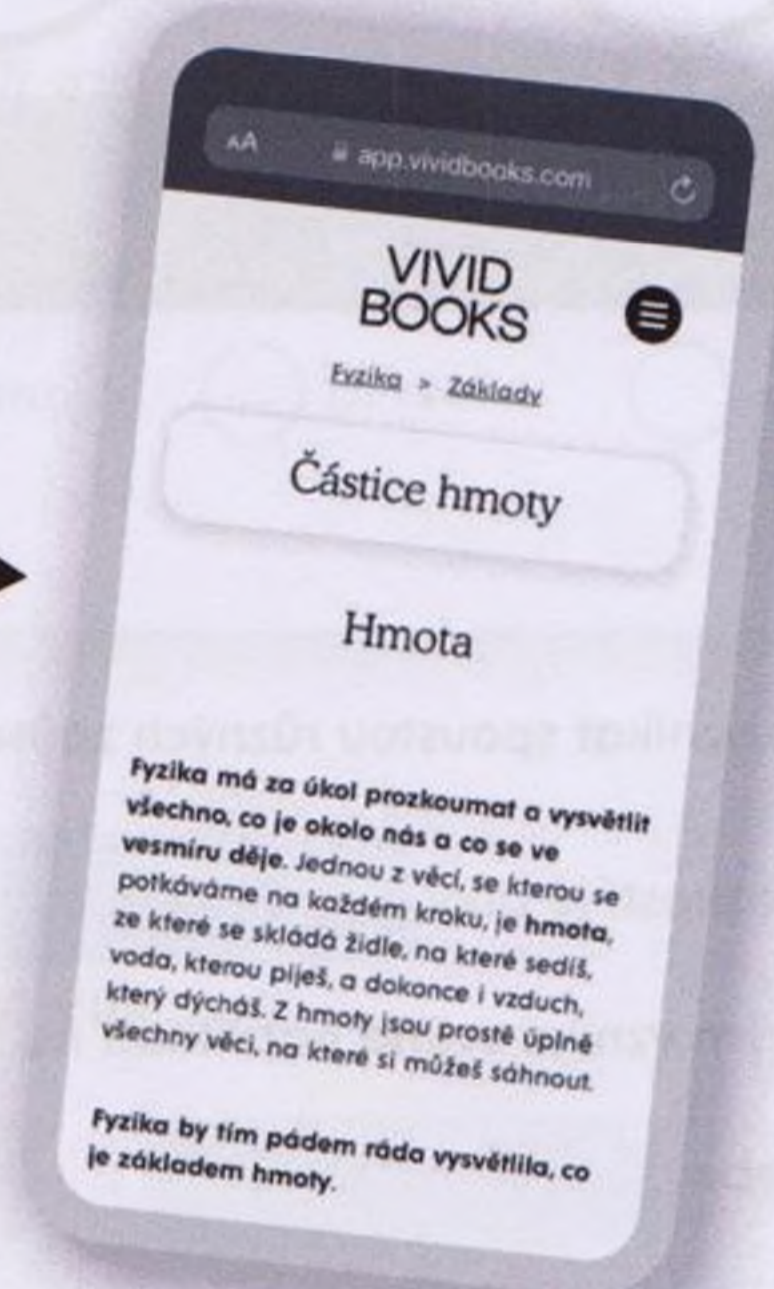 AA app.vividbooks.com
VIVID
BOOKS
Fyzika > Základy
Částice hmoty
Hmota
Fyzika má za úkol prozkoumat a vysvětlit
všechno, co je okolo nás a co se ve
vesmíru děje. Jednou z věcí, se kterou se
potkáváme na každém kroku, je hmota,
ze které se skládá židle, na které sedíš,
voda, kterou piješ, a dokonce i vzduch,
který dýcháš. Z hmoty jsou prostě úplně
všechny věci, na které si můžeš sáhnout.
Fyzika by tím pádem ráda vysvětlila, co
je základem hmoty.